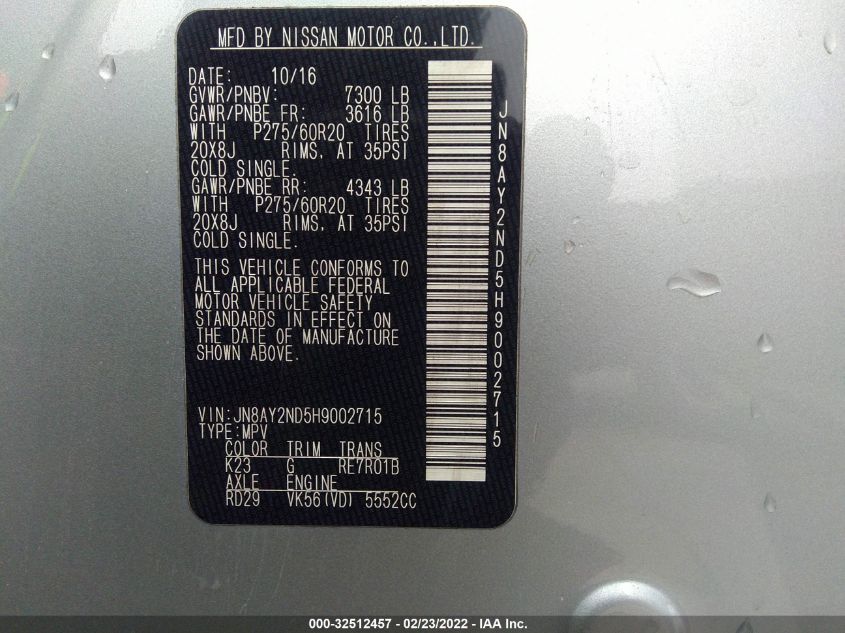 MFD BY NISSAN MOTOR CO.,LTD.
DATE: 10/16
GVWR/PNBV: 7300 LB
GAWR/PNBE FR: 3616 LB
WITH P275/60R20 TIRES
20X8J RIMS, AT 35PSI
COLD SINGLE.
GAWR/PNBE RR: 4343 LB
WITH P275/60R20 TIRES
20X8J RIMS, AT 35PSI
COLD SINGLE.
THIS VEHICLE CONFORMS TO
ALL APPLICABLE FEDERAL
MOTOR VEHICLE SAFETY
STANDARDS IN EFFECT ON
THE DATE OF MANUFACTURE
SHOWN ABOVE.
VIN:JN8AY2ND5H9002715
TYPE:MPV
COLOR TRIM TRANS
K23 G RE7R01B
AXLE ENGINE
RD29 VK56(VD) 5552CC
JN8AY2ND5H9002715
000-32512457 - 02/23/2022 - IAA Inc.